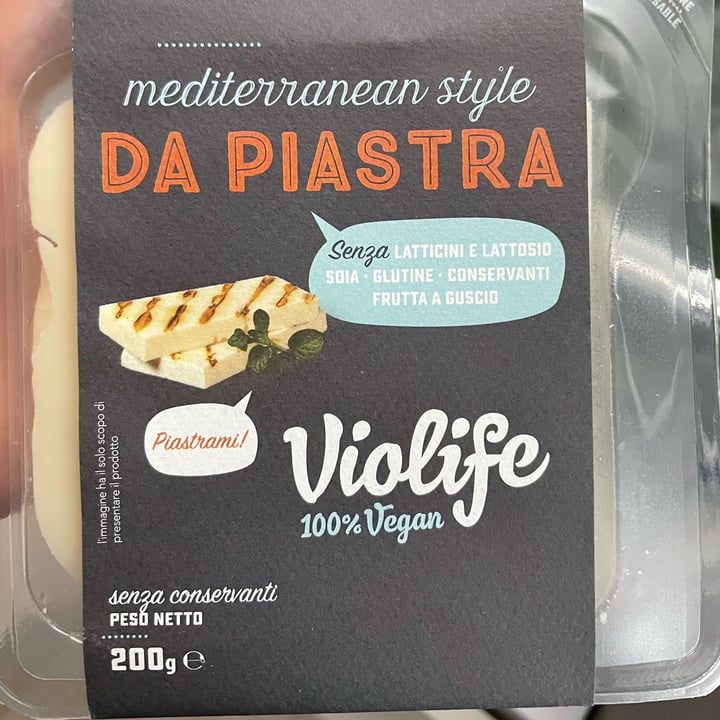 mediterranean style
DA PIASTRA
Senza LATTICINI E LATTOSIO
SOIA · GLUTINE · CONSERVANTI
FRUTTA A GUSCIO
Piastrami!
Violife
100% Vegan
l'immagine ha il solo scopo di
presentare il prodotto
senza conservanti
PESO NETTO
200g ℮